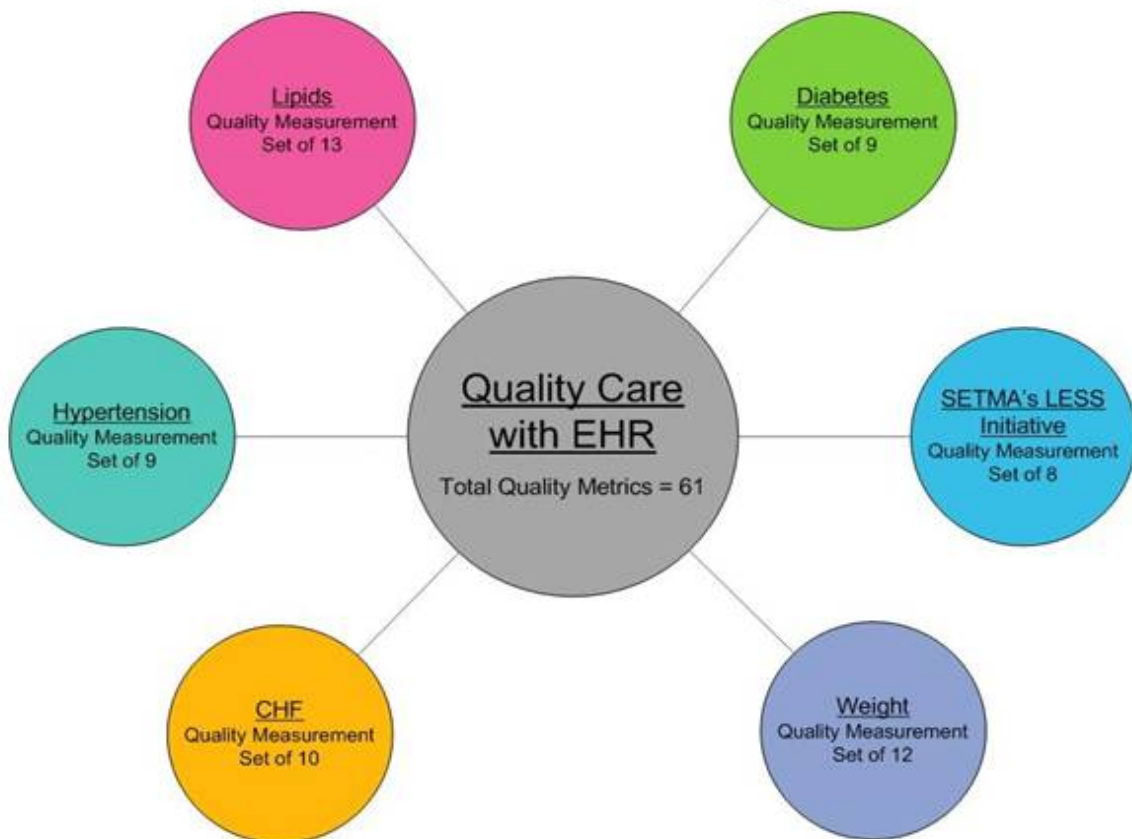 Lipids
Quality Measurement
Set of 13
Diabetes
Quality Measurement
Set of 9
Hypertension
Quality Measurement
Set of 9
Quality Care
with EHR
Total Quality Metrics = 61
SETMA's LESS
Initiative
Quality Measurement
Set of 8
CHF
Quality Measurement
Set of 10
Weight
Quality Measurement
Set of 12